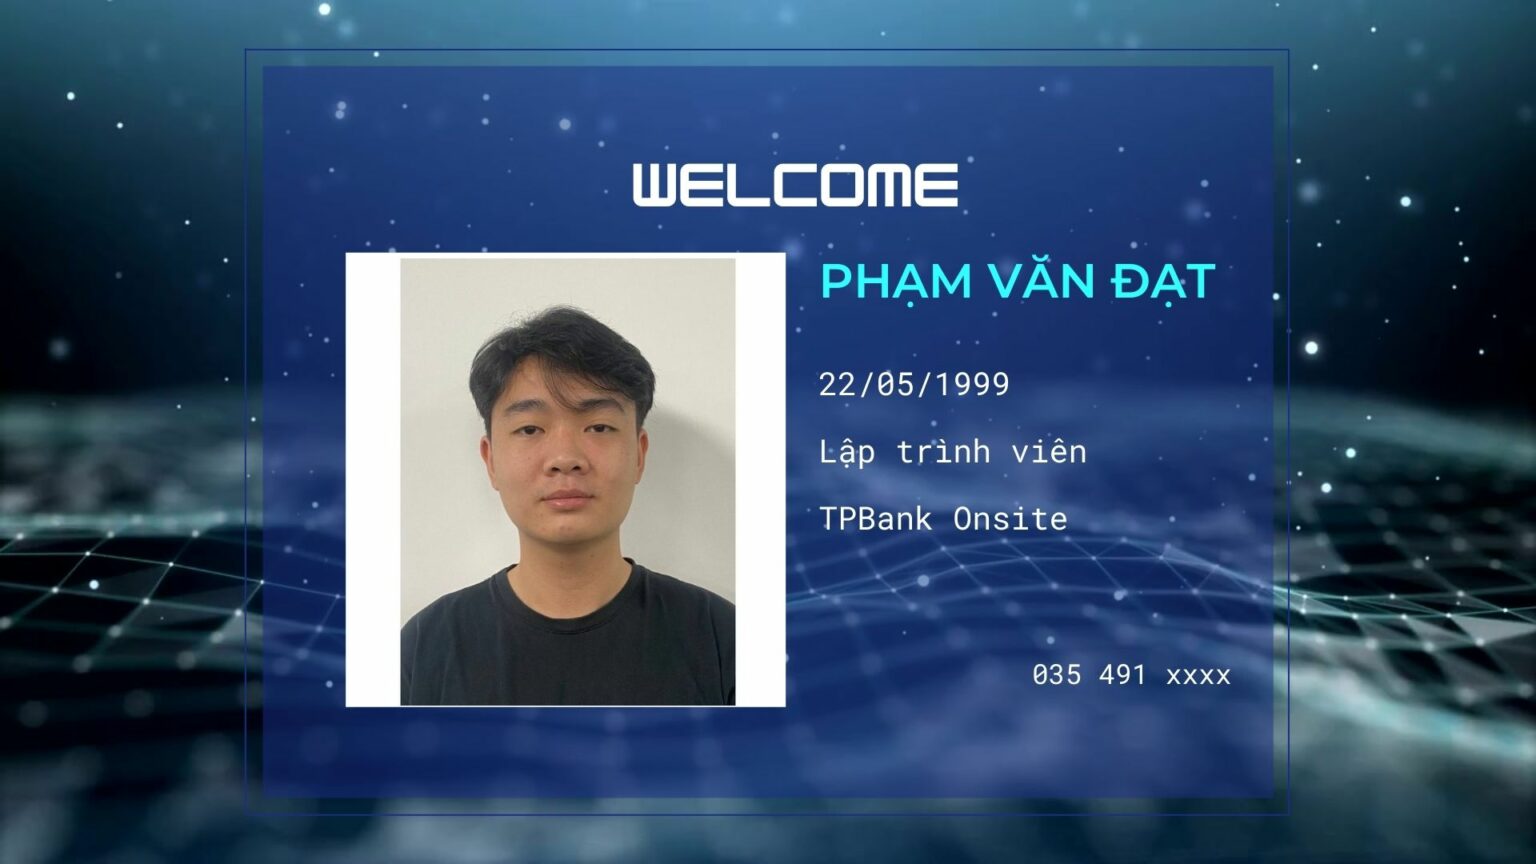 WELCOME
PHẠM VĂN ĐẠT
22/05/1999
Lập trình viên
TPBank Onsite
035 491 xxxx